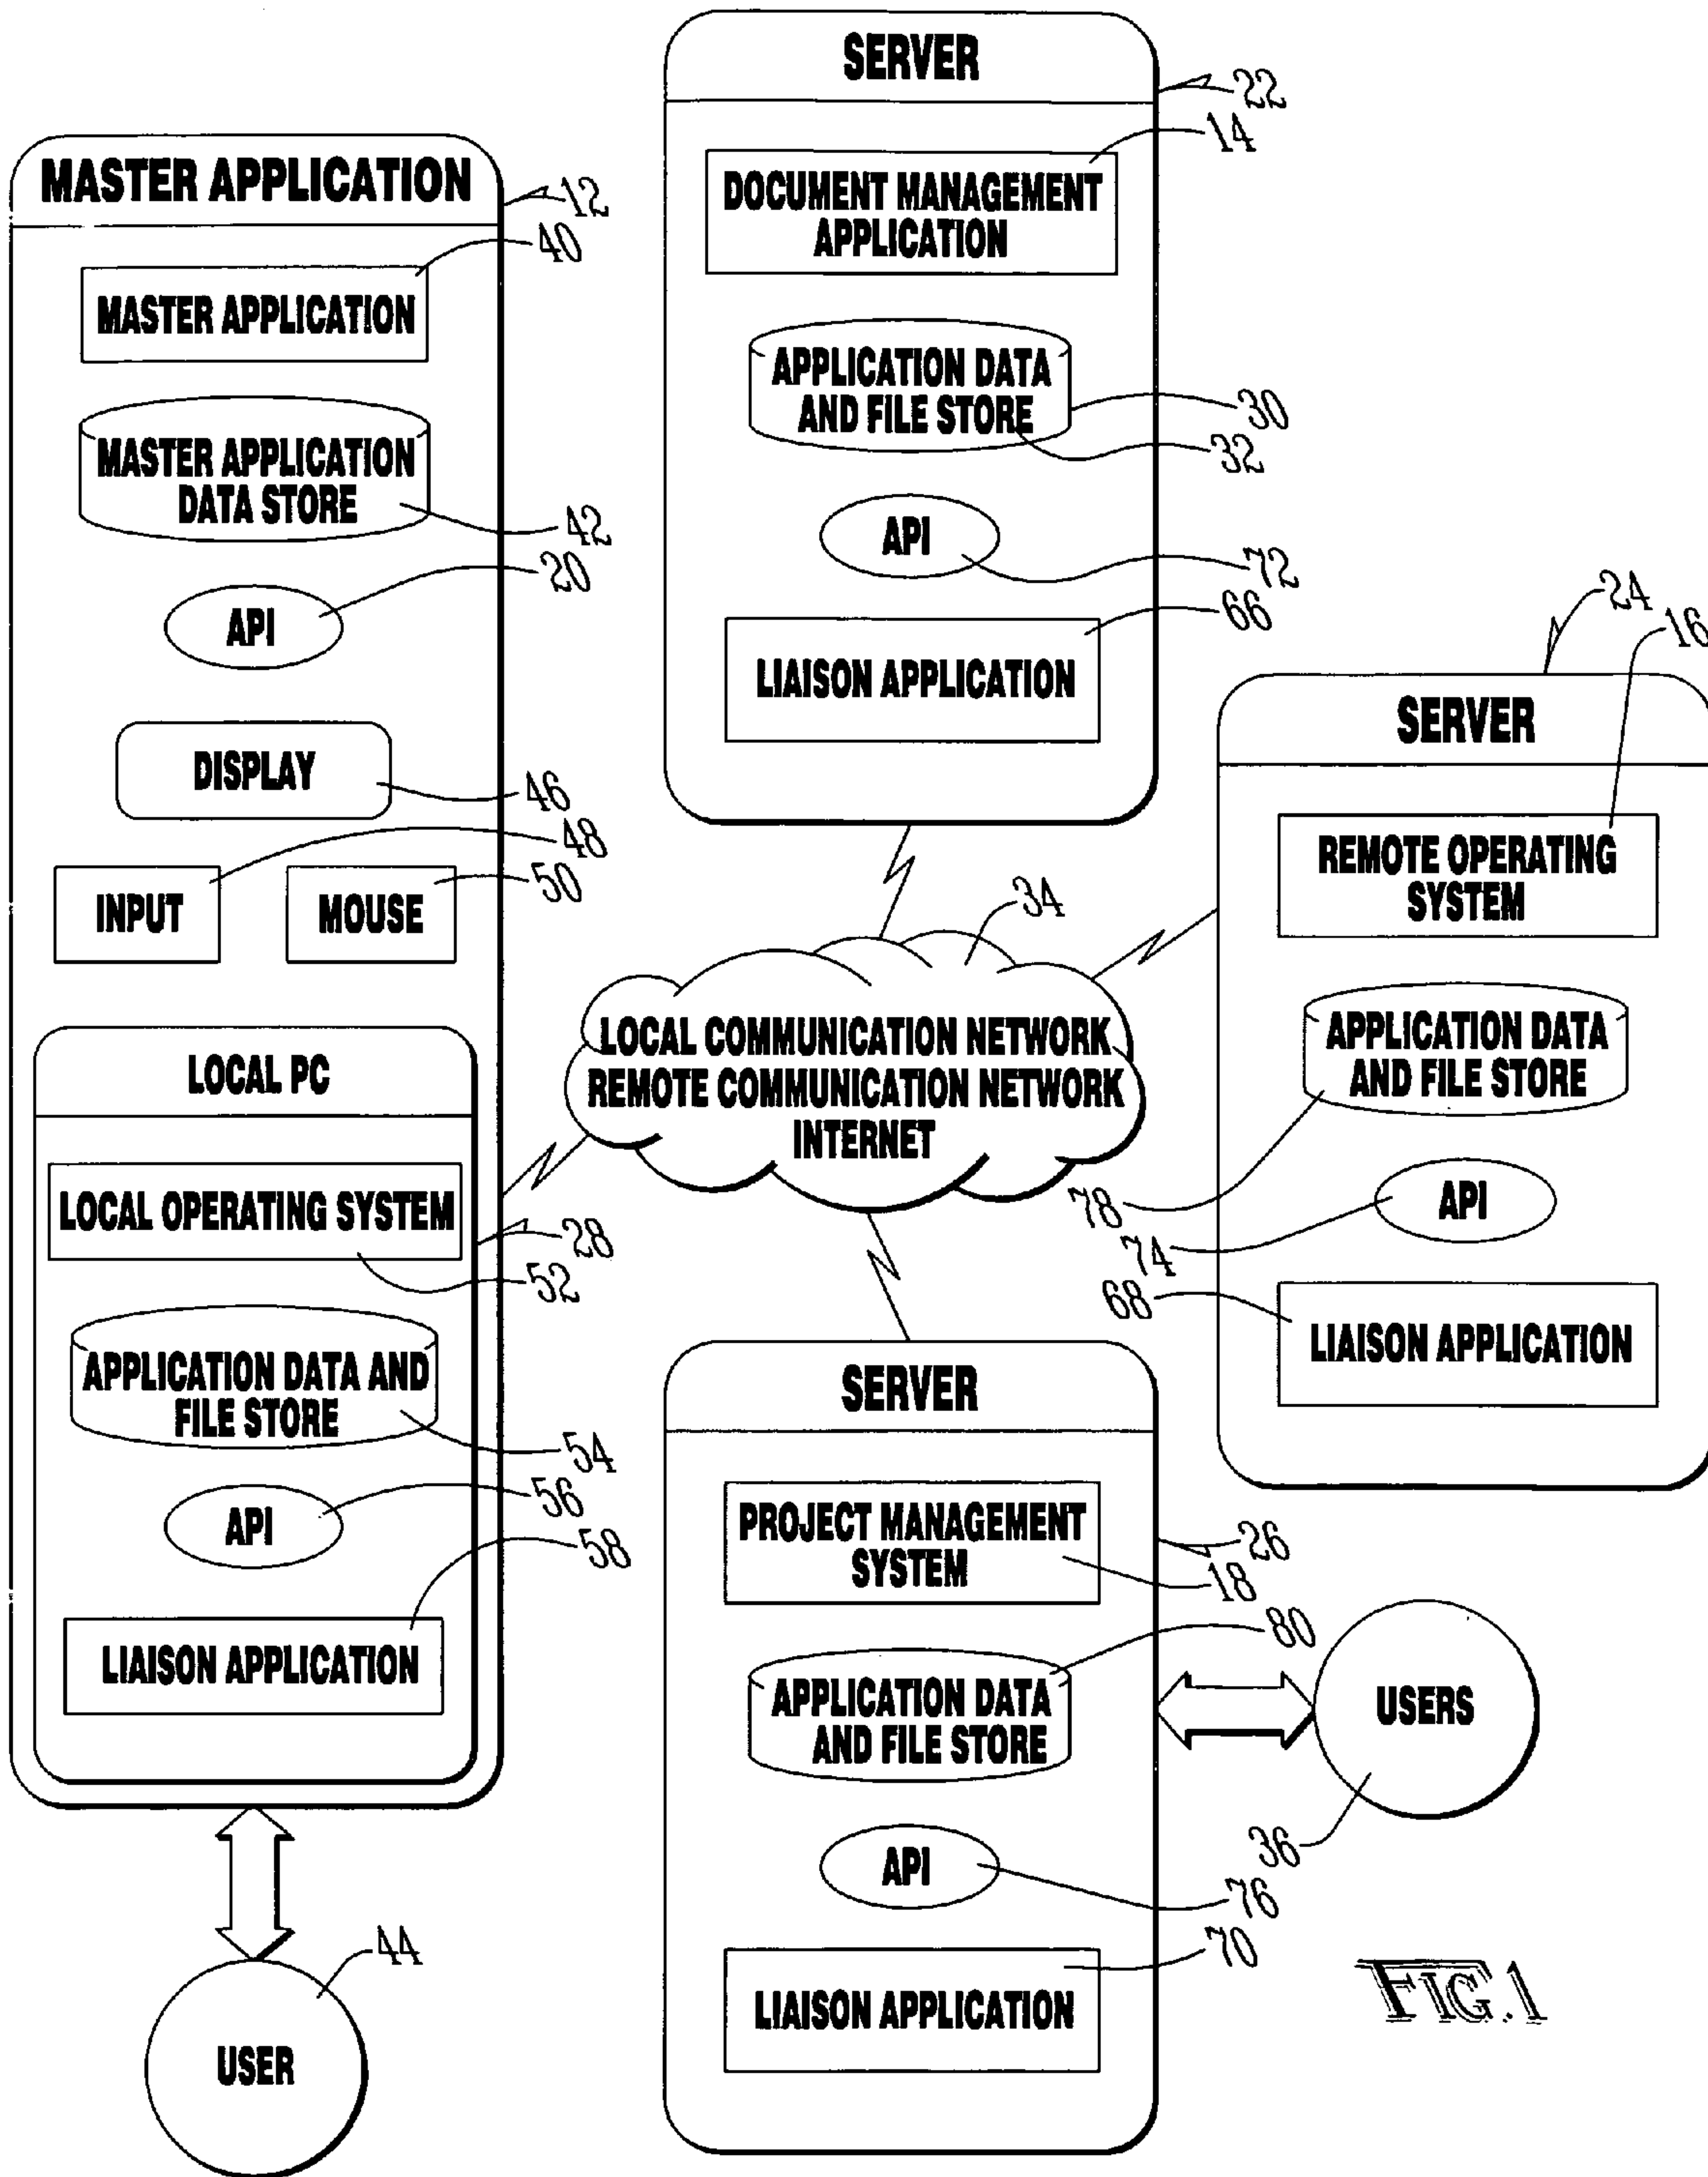 MASTER APPLICATION
12
40
MASTER APPLICATION
MASTER APPLICATION
DATA STORE
42
20
API
DISPLAY
46
48
INPUT
MOUSE
50
LOCAL PC
LOCAL OPERATING SYSTEM
28
52
APPLICATION DATA AND
FILE STORE
54
API
56
58
LIAISON APPLICATION
44
USER
SERVER
22
14
DOCUMENT MANAGEMENT
APPLICATION
APPLICATION DATA
AND FILE STORE
30
32
API
72
66
LIAISON APPLICATION
34
LOCAL COMMUNICATION NETWORK
REMOTE COMMUNICATION NETWORK
INTERNET
24
16
SERVER
REMOTE OPERATING
SYSTEM
APPLICATION DATA
AND FILE STORE
78
API
74
68
LIAISON APPLICATION
SERVER
PROJECT MANAGEMENT
SYSTEM
26
18
80
APPLICATION DATA
AND FILE STORE
USERS
36
API
76
70
LIAISON APPLICATION
FIG. 1